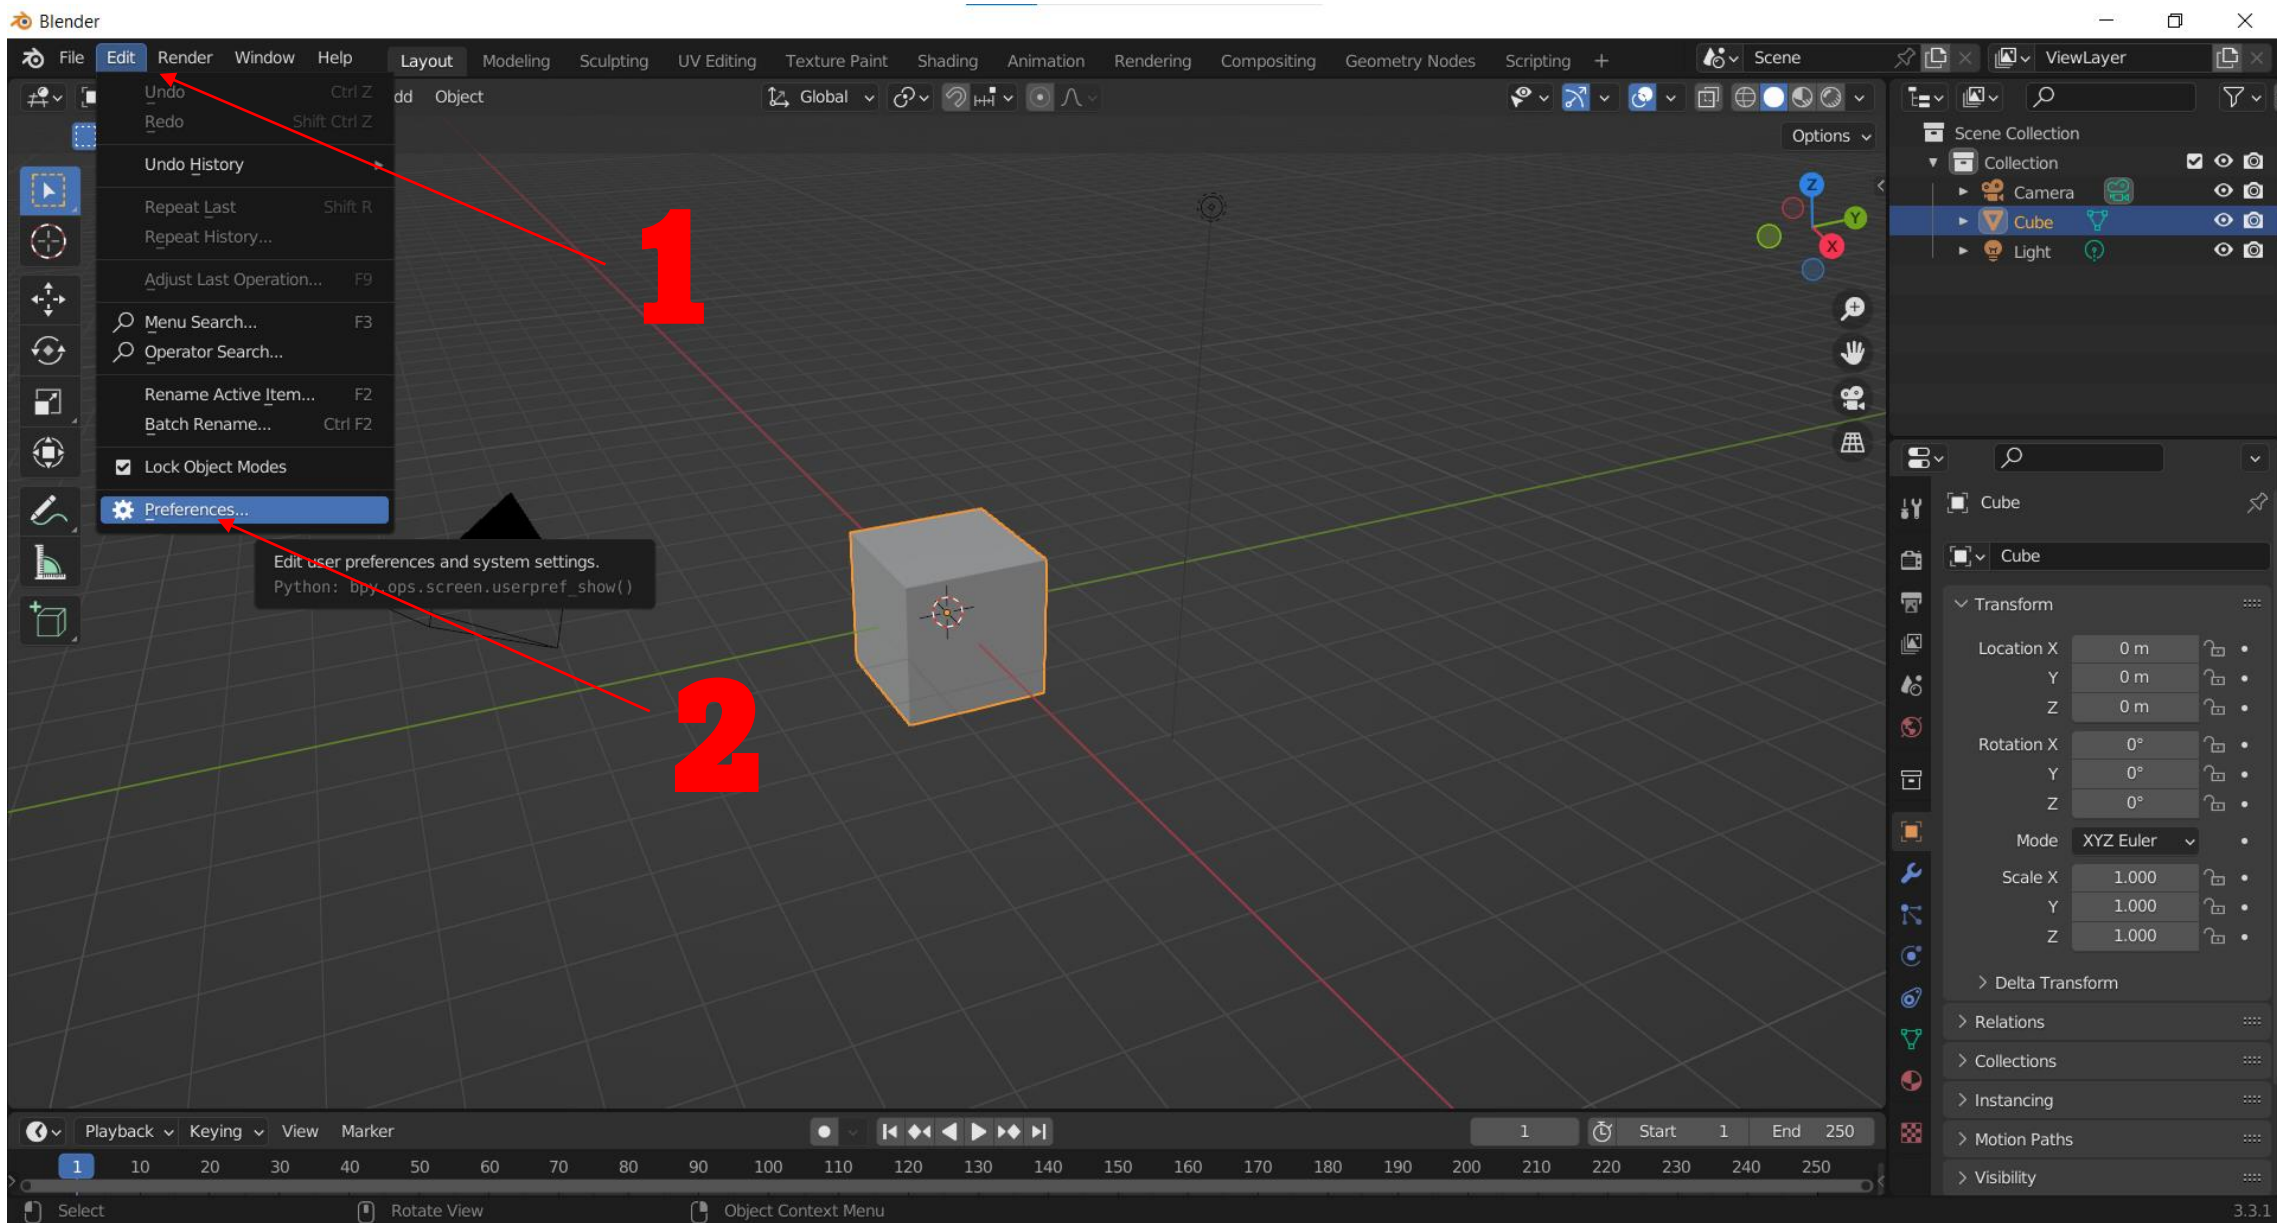 Blender
File Edit Render Window Help Layout Modeling Sculpting UV Editing Texture Paint Shading Animation Rendering Compositing Geometry Nodes Scripting + Scene ViewLayer
dd Object Global
Options
Undo Ctrl Z
Redo Shift Ctrl Z
Undo History
Repeat Last Shift R
Repeat History...
Adjust Last Operation... F9
Menu Search... F3
Operator Search...
Rename Active Item... F2
Batch Rename... Ctrl F2
Lock Object Modes
Preferences...
Edit user preferences and system settings.
Python: bpy.ops.screen.userpref_show()
1
2
Z
Y
X
Scene Collection
Collection
Camera
Cube
Light
Cube
Cube
Transform
Location X 0 m
Y 0 m
Z 0 m
Rotation X 0°
Y 0°
Z 0°
Mode XYZ Euler
Scale X 1.000
Y 1.000
Z 1.000
Delta Transform
Relations
Collections
Instancing
Motion Paths
Visibility
Playback Keying View Marker 1 Start 1 End 250
1 10 20 30 40 50 60 70 80 90 100 110 120 130 140 150 160 170 180 190 200 210 220 230 240 250
Select Rotate View Object Context Menu 3.3.1